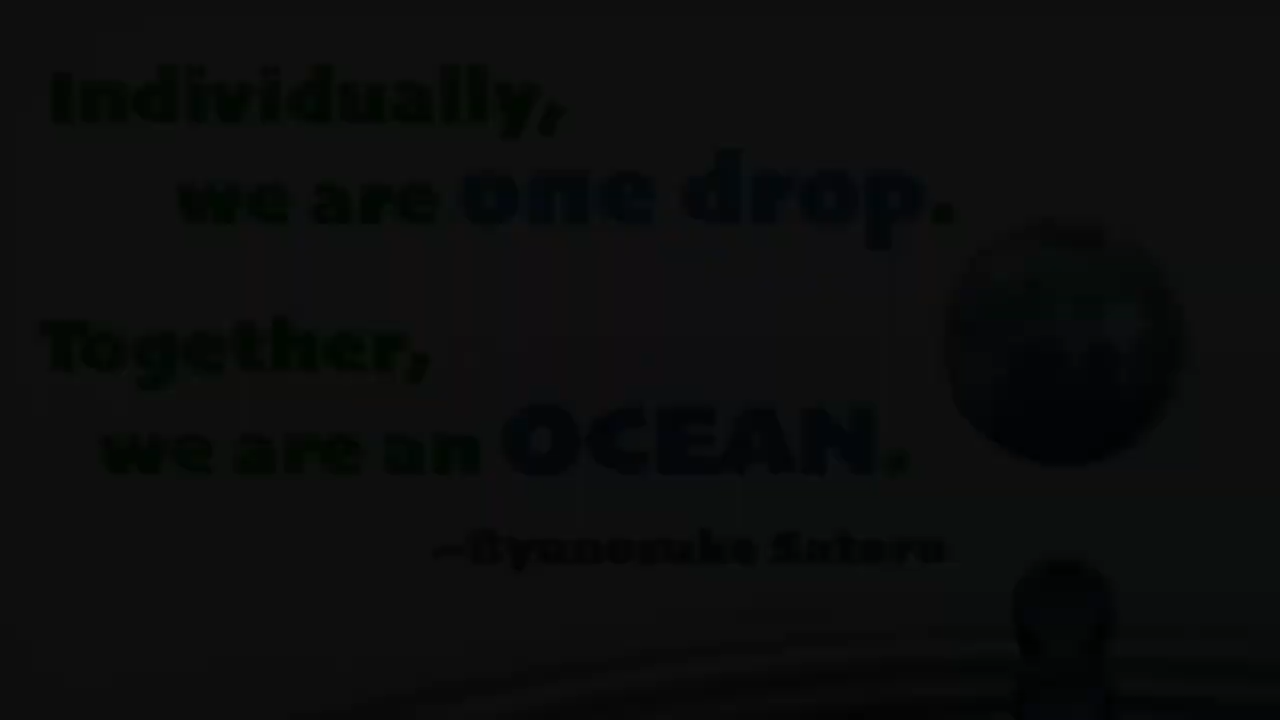 Individually,
we are one drop.
Together,
we are an OCEAN.
—Ryunosuke Satoro